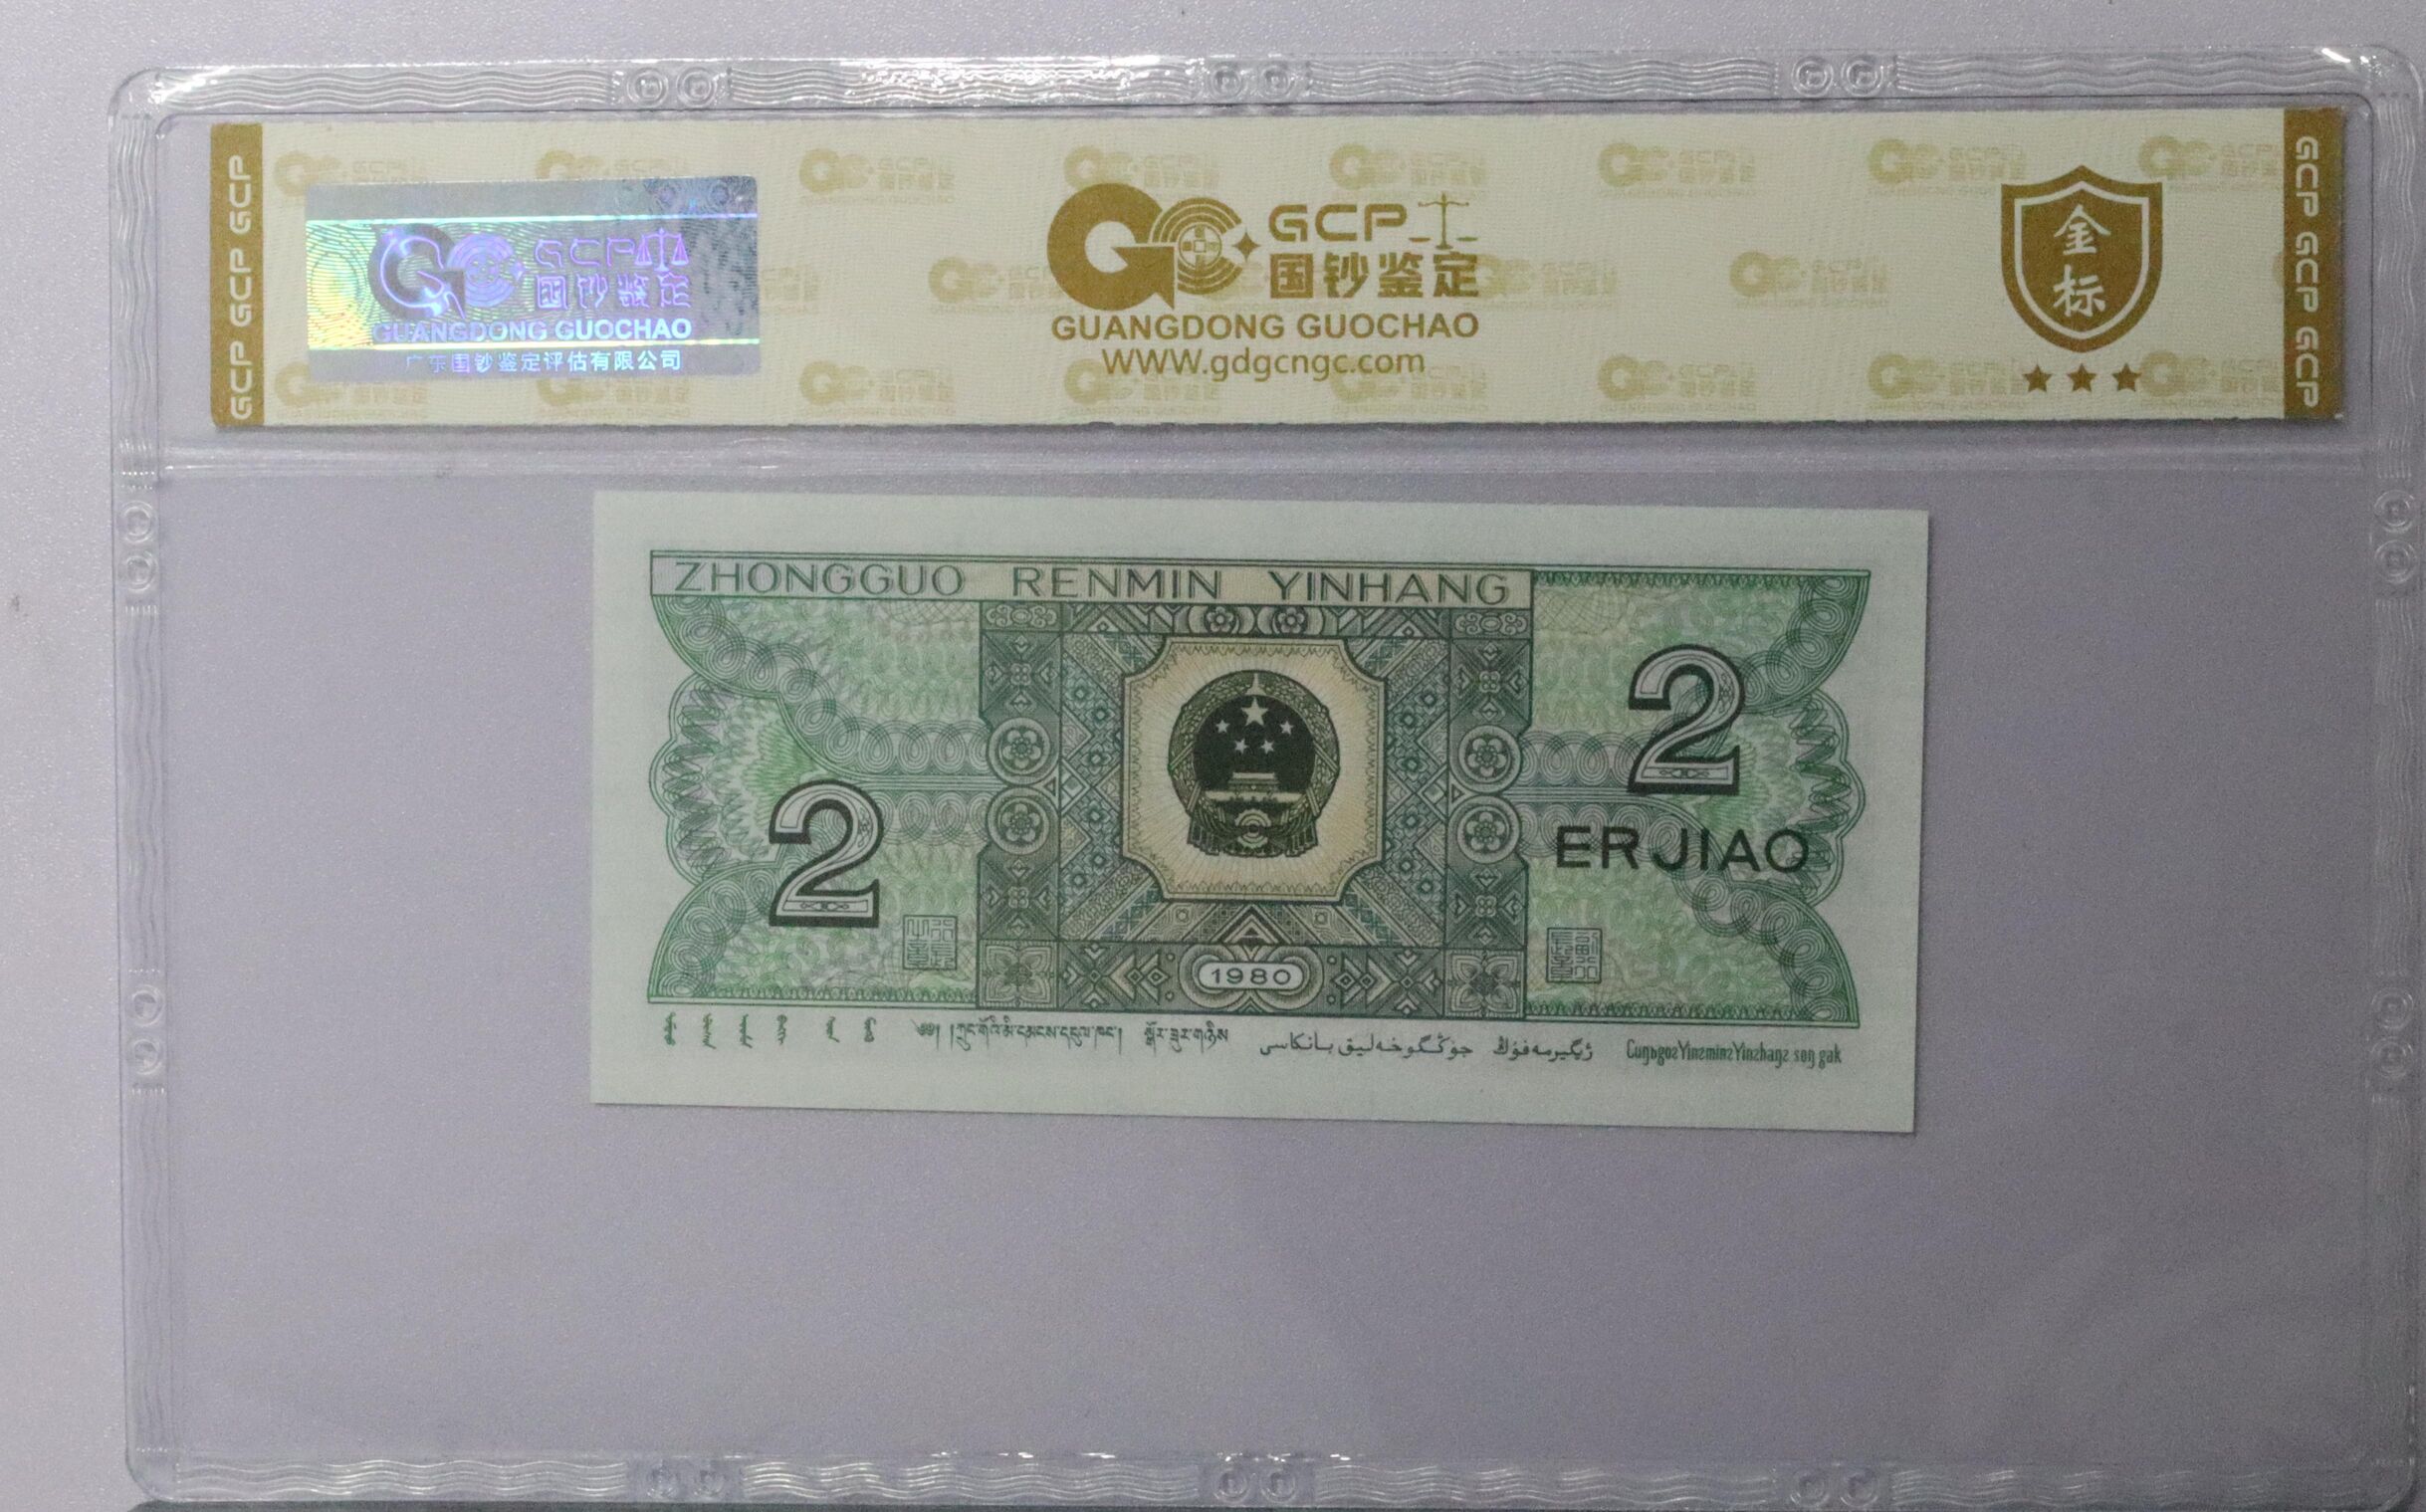 GCP GCP GCP
GCP
国钞鉴定
GUANGDONG GUOCHAO
广东国钞鉴定评估有限公司
GCP
国钞鉴定
GUANGDONG GUOCHAO
WWW.gdgcngc.com
金
标
GCP GCP GCP
ZHONGGUO RENMIN YINHANG
2
2
ERJIAO
1980